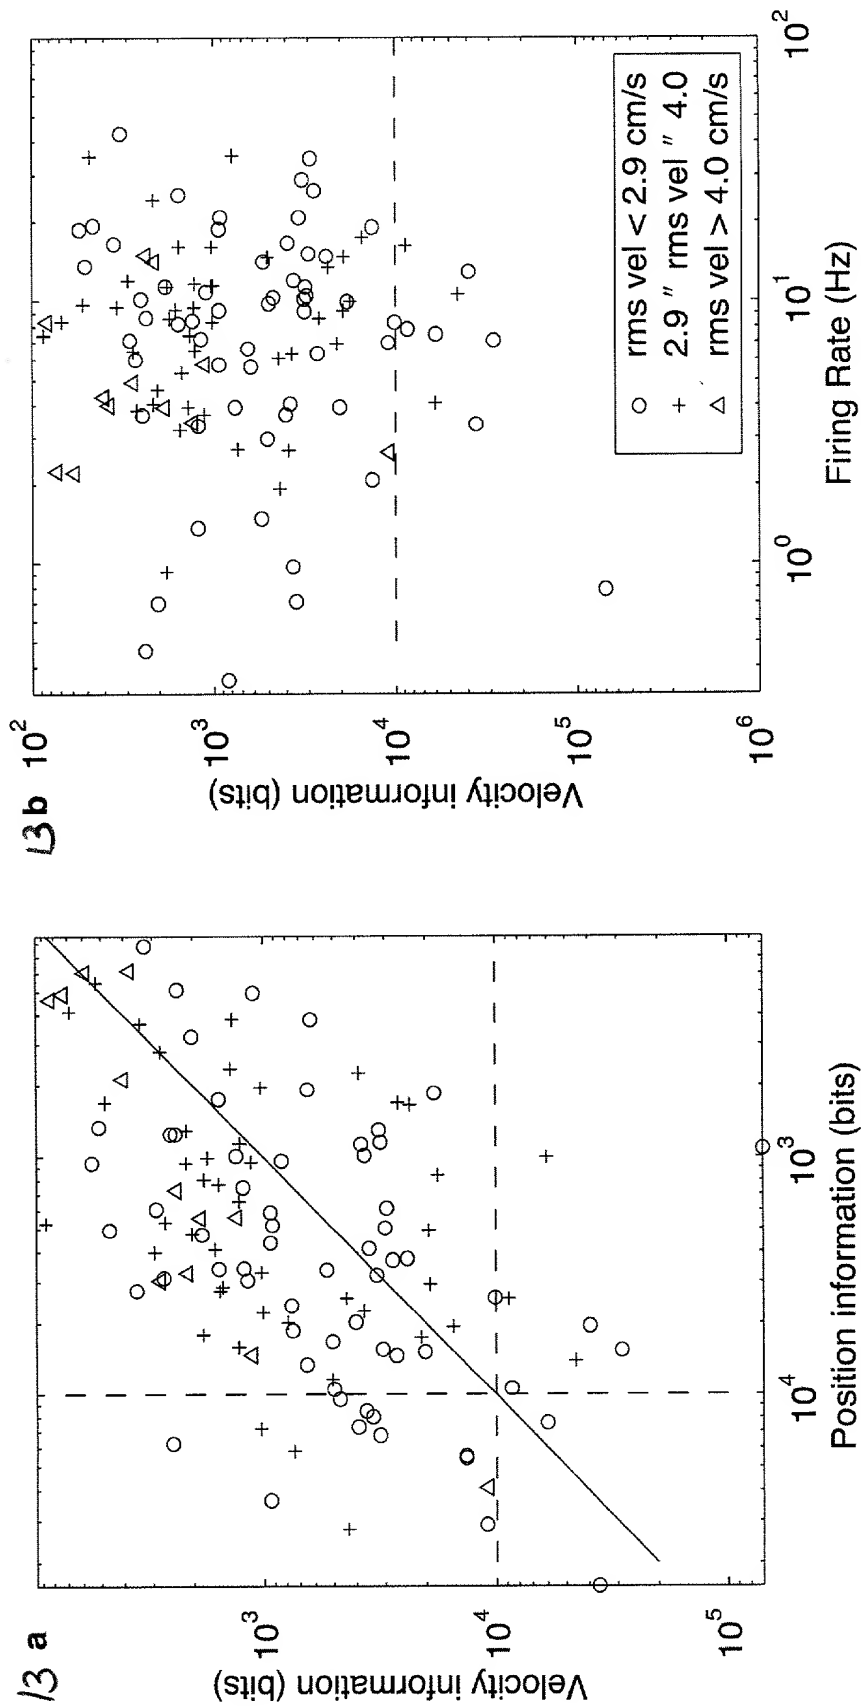 13 a
Velocity information (bits)
10^3
10^4
10^5
10^4
10^3
Position information (bits)
13 b
Velocity information (bits)
10^2
10^3
10^4
10^5
10^6
10^0
10^1
10^2
Firing Rate (Hz)
rms vel < 2.9 cm/s
2.9 " rms vel " 4.0
rms vel > 4.0 cm/s